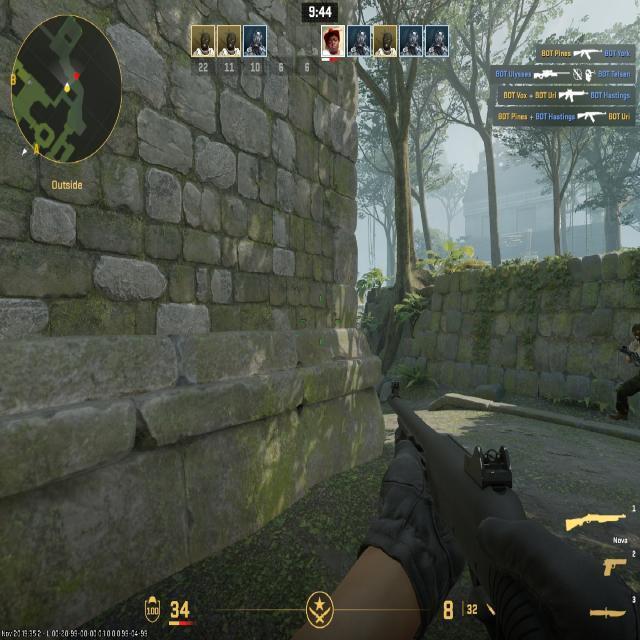 9:44
22 11 10 5 6
B
Outside
BOT Pines BOT York
BOT Ulysses BOT Telsen
BOT Vox + BOT Uri BOT Hastings
BOT Pines + BOT Hastings BOT Uri
1
Nova
2
3
100 34
8 32